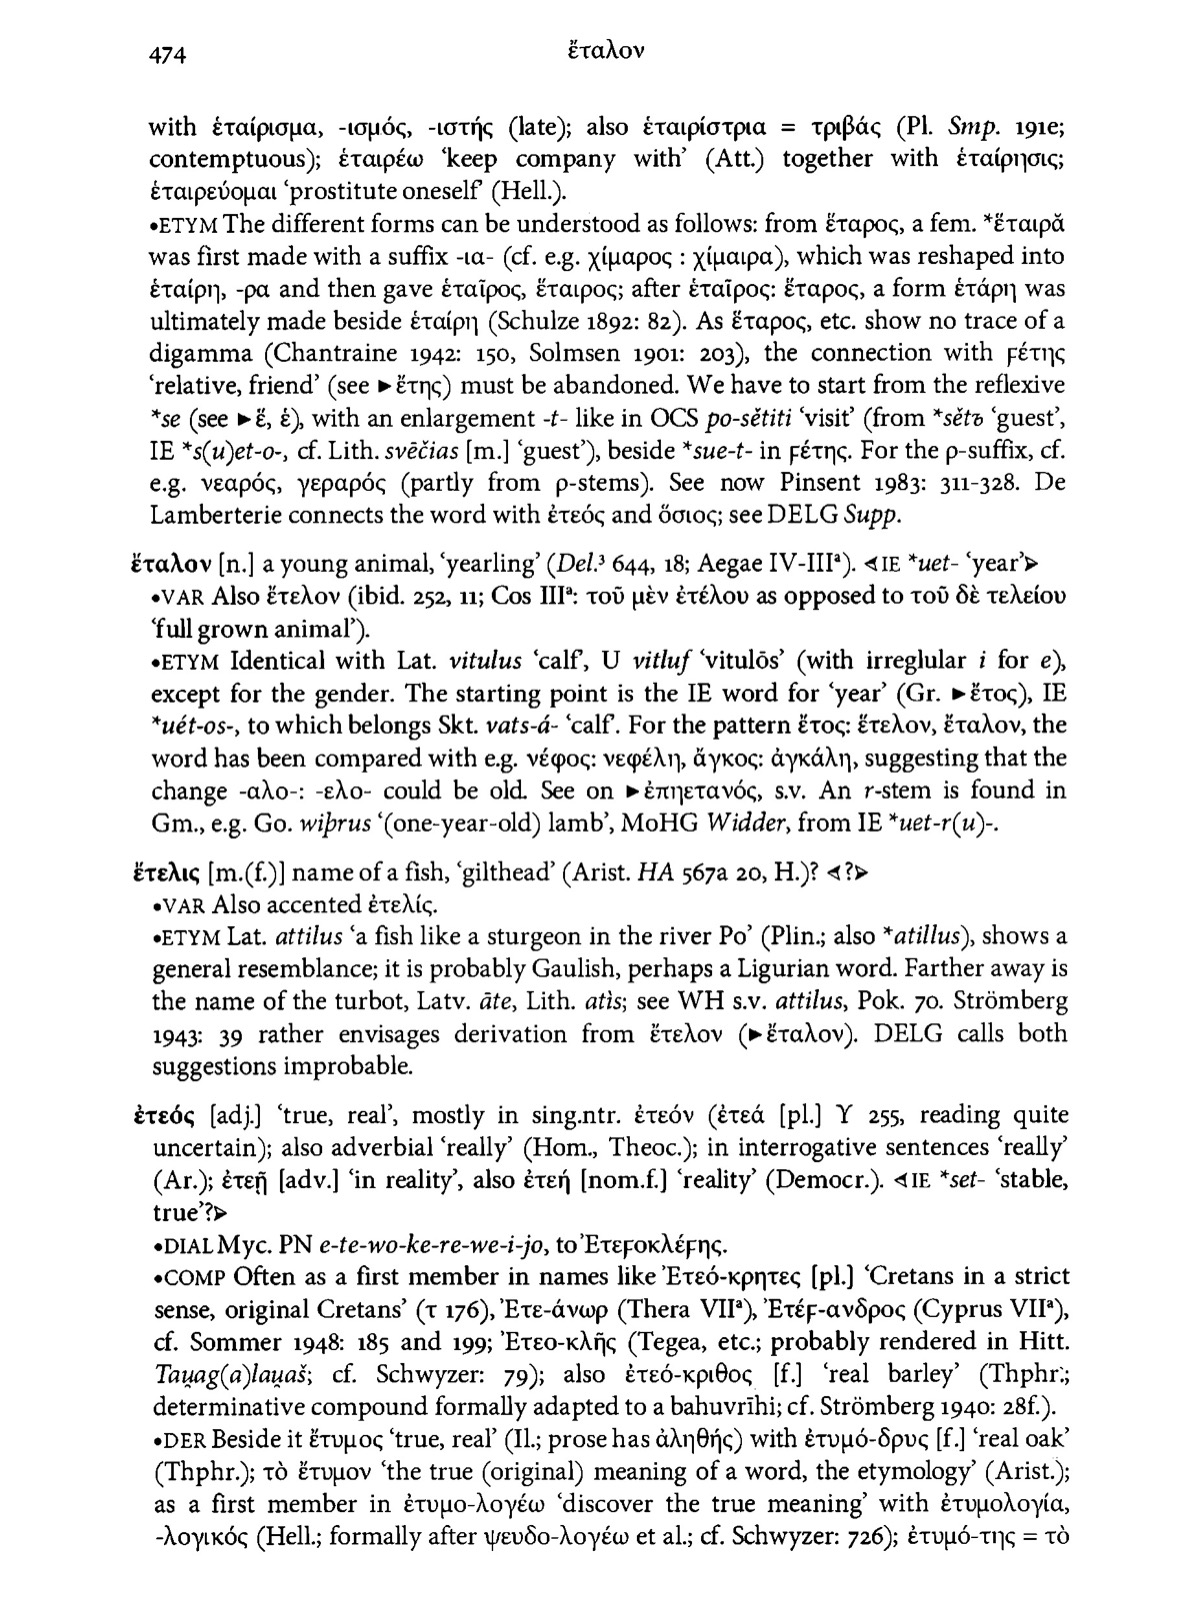 474
ἔταλον
with ἑταίρισμα, -ισμός, -ιστής (late); also ἑταιρίστρια = τριβάς (Pl. Smp. 191e;
contemptuous); ἑταιρέω ‘keep company with’ (Att.) together with ἑταίρησις;
ἑταιρεύομαι ‘prostitute oneself’ (Hell.).
•ETYM The different forms can be understood as follows: from ἕταρος, a fem. *ἕταιρᾰ
was first made with a suffix -ια- (cf. e.g. χίμαρος : χίμαιρα), which was reshaped into
ἑταίρη, -ρα and then gave ἑταῖρος, ἕταιρος; after ἑταῖρος: ἕταρος, a form ἑτάρη was
ultimately made beside ἑταίρη (Schulze 1892: 82). As ἕταρος, etc. show no trace of a
digamma (Chantraine 1942: 150, Solmsen 1901: 203), the connection with ϝέτης
‘relative, friend’ (see ►ἔτης) must be abandoned. We have to start from the reflexive
*se (see ►ἕ, ἑ), with an enlargement -t- like in OCS po-sětiti ‘visit’ (from *sětъ ‘guest’,
IE *s(u̯)et-o-, cf. Lith. svẽčias [m.] ‘guest’), beside *sue-t- in ϝέτης. For the ρ-suffix, cf.
e.g. νεαρός, γεραρός (partly from ρ-stems). See now Pinsent 1983: 311-328. De
Lamberterie connects the word with ἐτεός and ὅσιος; see DELG Supp.
ἔταλον [n.] a young animal, ‘yearling’ (Del.³ 644, 18; Aegae IV-IIIᵃ). ⋖IE *uet- ‘year’⋗
•VAR Also ἔτελον (ibid. 252, 11; Cos IIIᵃ: τοῦ μὲν ἐτέλου as opposed to τοῦ δὲ τελείου
‘full grown animal’).
•ETYM Identical with Lat. vitulus ‘calf’, U vitluf ‘vitulōs’ (with irreglular i for e),
except for the gender. The starting point is the IE word for ‘year’ (Gr. ►ἔτος), IE
*u̯ét-os-, to which belongs Skt. vats-á- ‘calf’. For the pattern ἔτος: ἔτελον, ἔταλον, the
word has been compared with e.g. νέφος: νεφέλη, ἄγκος: ἀγκάλη, suggesting that the
change -αλο-: -ελο- could be old. See on ►ἐπηετανός, s.v. An r-stem is found in
Gm., e.g. Go. wiþrus ‘(one-year-old) lamb’, MoHG Widder, from IE *uet-r(u)-.
ἔτελις [m.(f.)] name of a fish, ‘gilthead’ (Arist. HA 567a 20, H.)? ⋖?⋗
•VAR Also accented ἐτελίς.
•ETYM Lat. attilus ‘a fish like a sturgeon in the river Po’ (Plin.; also *atillus), shows a
general resemblance; it is probably Gaulish, perhaps a Ligurian word. Farther away is
the name of the turbot, Latv. āte, Lith. atìs; see WH s.v. attilus, Pok. 70. Strömberg
1943: 39 rather envisages derivation from ἔτελον (►ἔταλον). DELG calls both
suggestions improbable.
ἐτεός [adj.] ‘true, real’, mostly in sing.ntr. ἐτεόν (ἐτεά [pl.] Υ 255, reading quite
uncertain); also adverbial ‘really’ (Hom., Theoc.); in interrogative sentences ‘really’
(Ar.); ἐτεῇ [adv.] ‘in reality’, also ἐτεή [nom.f.] ‘reality’ (Democr.). ⋖IE *set- ‘stable,
true’?⋗
•DIAL Myc. PN e-te-wo-ke-re-we-i-jo, to Ἐτεϝοκλέϝης.
•COMP Often as a first member in names like Ἐτεό-κρητες [pl.] ‘Cretans in a strict
sense, original Cretans’ (τ 176), Ἐτε-άνωρ (Thera VIIᵃ), Ἐτέϝ-ανδρος (Cyprus VIIᵃ),
cf. Sommer 1948: 185 and 199; Ἐτεο-κλῆς (Tegea, etc.; probably rendered in Hitt.
Tau̯ag(a)lau̯aš; cf. Schwyzer: 79); also ἐτεό-κριθος [f.] ‘real barley’ (Thphr.;
determinative compound formally adapted to a bahuvrīhi; cf. Strömberg 1940: 28f.).
•DER Beside it ἔτυμος ‘true, real’ (Il.; prose has ἀληθής) with ἐτυμό-δρυς [f.] ‘real oak’
(Thphr.); τὸ ἔτυμον ‘the true (original) meaning of a word, the etymology’ (Arist.);
as a first member in ἐτυμο-λογέω ‘discover the true meaning’ with ἐτυμολογία,
-λογικός (Hell.; formally after ψευδο-λογέω et al.; cf. Schwyzer: 726); ἐτυμό-της = τὸ